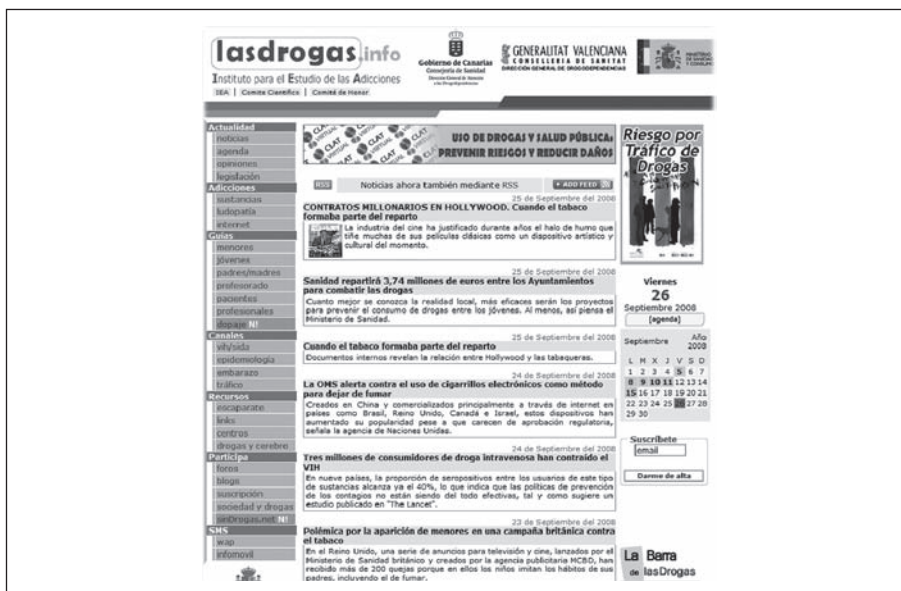 lasdrogas.info
Instituto para el Estudio de las Adicciones
IEA | Comite Científico | Comité de Honor
Gobierno de Canarias
Consejería de Sanidad
Dirección General de Atención
a las Drogodependencias
GENERALITAT VALENCIANA
CONSELLERIA DE SANITAT
DIRECCIÓN GENERAL DE DROGODEPENDENCIAS
MINISTERIO
DE SANIDAD
Y CONSUMO
Actualidad
noticias
agenda
opiniones
legislación
Adicciones
sustancias
ludopatía
internet
Guías
menores
jóvenes
padres/madres
profesorado
pacientes
profesionales
dopaje N!
Canales
vih/sida
epidemiología
embarazo
tráfico
Recursos
escaparate
links
centros
drogas y cerebro
Participa
foros
blogs
suscripción
sociedad y drogas
sinDrogas.net N!
SMS
wap
infomovil
CLAT
VIRTUAL
USO DE DROGAS Y SALUD PÚBLICA:
PREVENIR RIESGOS Y REDUCIR DAÑOS
RSS Noticias ahora también mediante RSS + ADD FEED
25 de Septiembre del 2008
CONTRATOS MILLONARIOS EN HOLLYWOOD. Cuando el tabaco
formaba parte del reparto
La industria del cine ha justificado durante años el halo de humo que
tiñe muchas de sus películas clásicas como un dispositivo artístico y
cultural del momento.
25 de Septiembre del 2008
Sanidad repartirá 3,74 millones de euros entre los Ayuntamientos
para combatir las drogas
Cuanto mejor se conozca la realidad local, más eficaces serán los proyectos
para prevenir el consumo de drogas entre los jóvenes. Al menos, así piensa el
Ministerio de Sanidad.
25 de Septiembre del 2008
Cuando el tabaco formaba parte del reparto
Documentos internos revelan la relación entre Hollywood y las tabaqueras.
24 de Septiembre del 2008
La OMS alerta contra el uso de cigarrillos electrónicos como método
para dejar de fumar
Creados en China y comercializados principalmente a través de internet en
países como Brasil, Reino Unido, Canadá e Israel, estos dispositivos han
aumentado su popularidad pese a que carecen de aprobación regulatoria,
señala la agencia de Naciones Unidas.
24 de Septiembre del 2008
Tres millones de consumidores de droga intravenosa han contraído el
VIH
En nueve países, la proporción de seropositivos entre los usuarios de este tipo
de sustancias alcanza ya el 40%, lo que indica que las políticas de prevención
de los contagios no están siendo del todo efectivas, tal y como sugiere un
estudio publicado en "The Lancet".
23 de Septiembre del 2008
Polémica por la aparición de menores en una campaña británica contra
el tabaco
En el Reino Unido, una serie de anuncios para televisión y cine, lanzados por el
Ministerio de Sanidad británico y creados por la agencia publicitaria MCBD, han
recibido más de 200 quejas porque en ellos los niños imitan los hábitos de sus
padres, incluyendo el de fumar.
Riesgo por
Tráfico de
Drogas
Viernes
26
Septiembre 2008
[agenda]
Septiembre Año
2008
L M X J V S D
1 2 3 4 5 6 7
8 9 10 11 12 13 14
15 16 17 18 19 20 21
22 23 24 25 26 27 28
29 30
Suscríbete
email
Darme de alta
La Barra
de lasDrogas